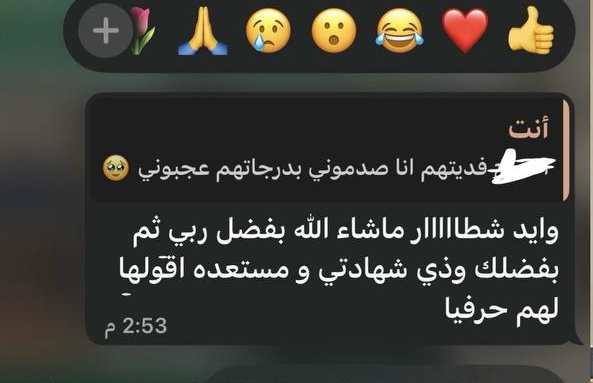 أنت
فديتهم انا صدموني بدرجاتهم عجبوني 🥹
وايد شطااااار ماشاء الله بفضل ربي ثم
بفضلك وذي شهادتي و مستعده اقولها
لهم حرفيا
2:53 م